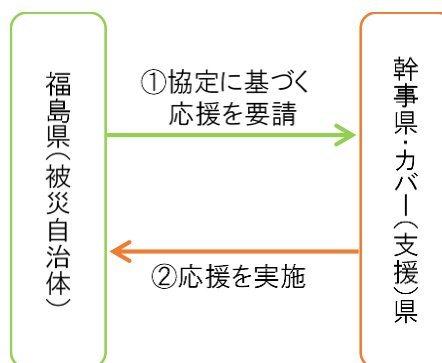 福島県(被災自治体)
①協定に基づく
応援を要請
②応援を実施
幹事県・カバー(支援)県